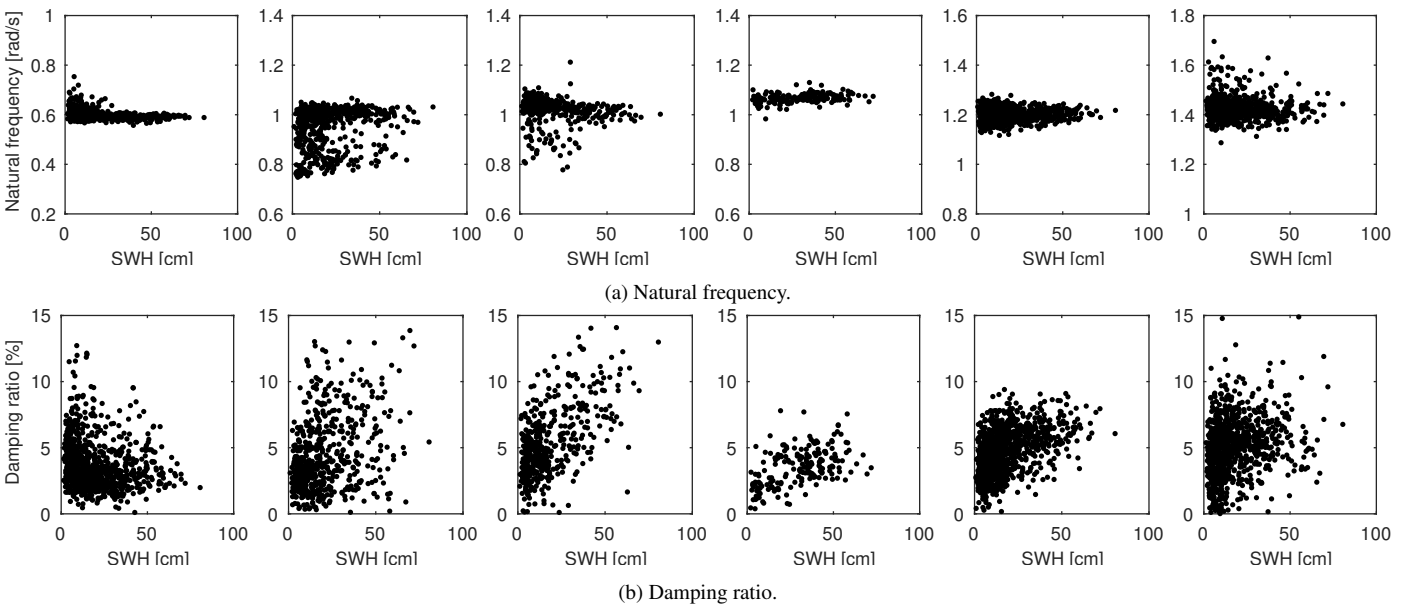 Natural frequency [rad/s]
1 1.4 1.4 1.4 1.6 1.8
0.8 1.2 1.2 1.2 1.4 1.6
0.6 1 1 1 1.2 1.4
0.4 0.8 0.8 0.8 1 1.2
0.2 0.6 0.6 0.6 0.8 1
0 50 100 0 50 100 0 50 100 0 50 100 0 50 100 0 50 100
SWH [cm] SWH [cm] SWH [cm] SWH [cm] SWH [cm] SWH [cm]
(a) Natural frequency.
Damping ratio [%]
15 15 15 15 15 15
10 10 10 10 10 10
5 5 5 5 5 5
0 0 0 0 0 0
0 50 100 0 50 100 0 50 100 0 50 100 0 50 100 0 50 100
SWH [cm] SWH [cm] SWH [cm] SWH [cm] SWH [cm] SWH [cm]
(b) Damping ratio.